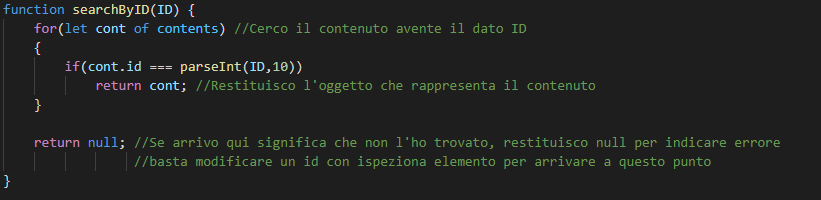 function searchByID(ID) {
for(let cont of contents) //Cerco il contenuto avente il dato ID
{
if(cont.id === parseInt(ID,10))
return cont; //Restituisco l'oggetto che rappresenta il contenuto
}
return null; //Se arrivo qui significa che non l'ho trovato, restituisco null per indicare errore
//basta modificare un id con ispeziona elemento per arrivare a questo punto
}